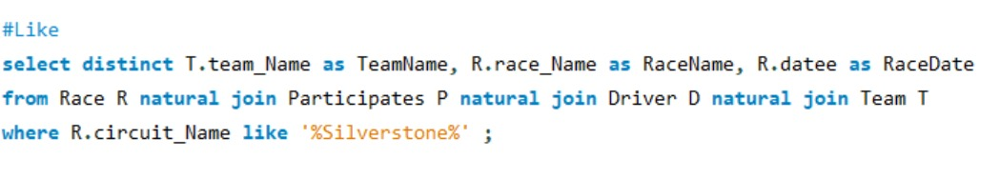 #Like
select distinct T.team_Name as TeamName, R.race_Name as RaceName, R.datee as RaceDate
from Race R natural join Participates P natural join Driver D natural join Team T
where R.circuit_Name like '%Silverstone%' ;